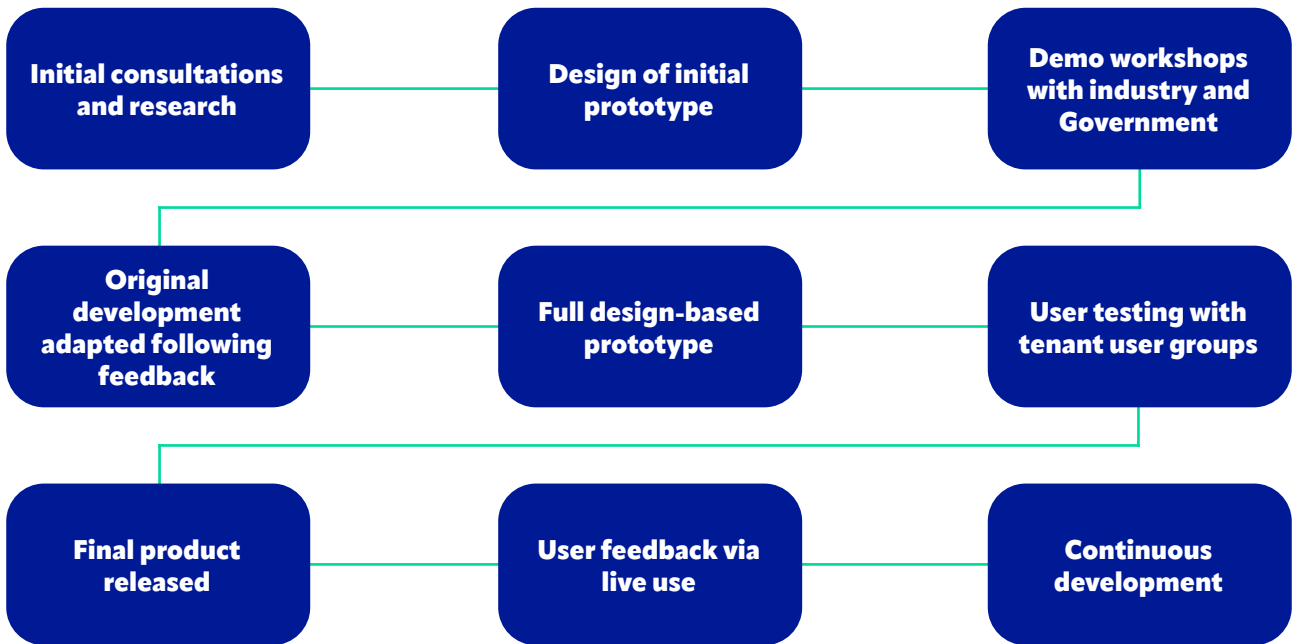 Initial consultations
and research
Design of initial
prototype
Demo workshops
with industry and
Government
Original
development
adapted following
feedback
Full design-based
prototype
User testing with
tenant user groups
Final product
released
User feedback via
live use
Continuous
development